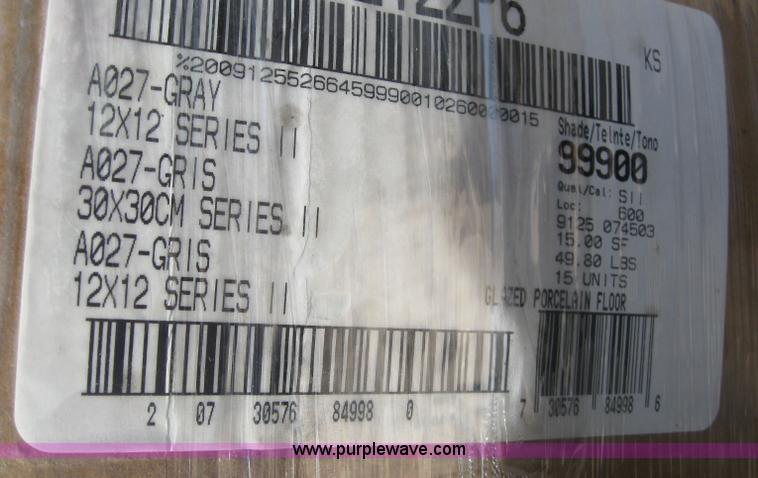 KS
%2009125526645999001026000​0015
A027-GRAY
12X12 SERIES II
A027-GRIS
30X30CM SERIES II
A027-GRIS
12X12 SERIES II
Shade/Teinte/Tono
99900
Qual/Cal: SII
Loc: 600
9125 074503
15.00 SF
49.80 LBS
15 UNITS
GLAZED PORCELAIN FLOOR
2 07 30576 84998 0
7 30576 84998 6
www.purplewave.com